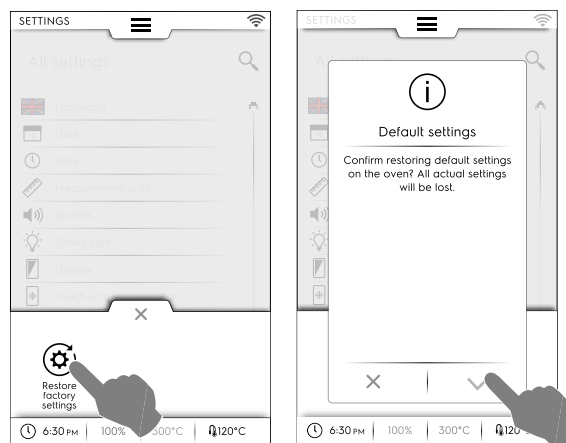 SETTINGS
All settings
Language
Date
Time
Measurement units
Sounds
Cavity light
Display
Restore
factory
settings
6:30 PM
100%
300°C
120°C
SETTINGS
Default settings
Confirm restoring default settings
on the oven? All actual settings
will be lost.
6:30 PM
100%
300°C